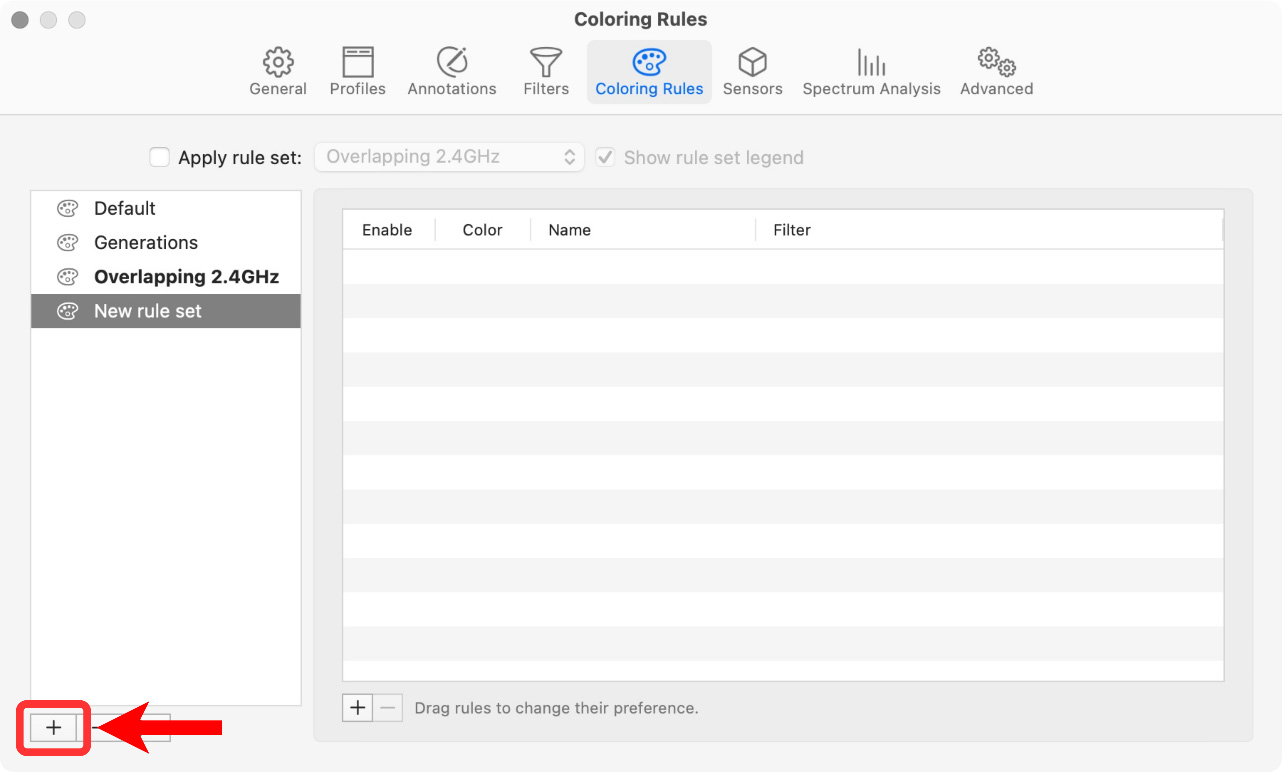 Coloring Rules
General Profiles Annotations Filters Coloring Rules Sensors Spectrum Analysis Advanced
Apply rule set: Overlapping 2.4GHz Show rule set legend
Default
Generations
Overlapping 2.4GHz
New rule set
Enable Color Name Filter
Drag rules to change their preference.